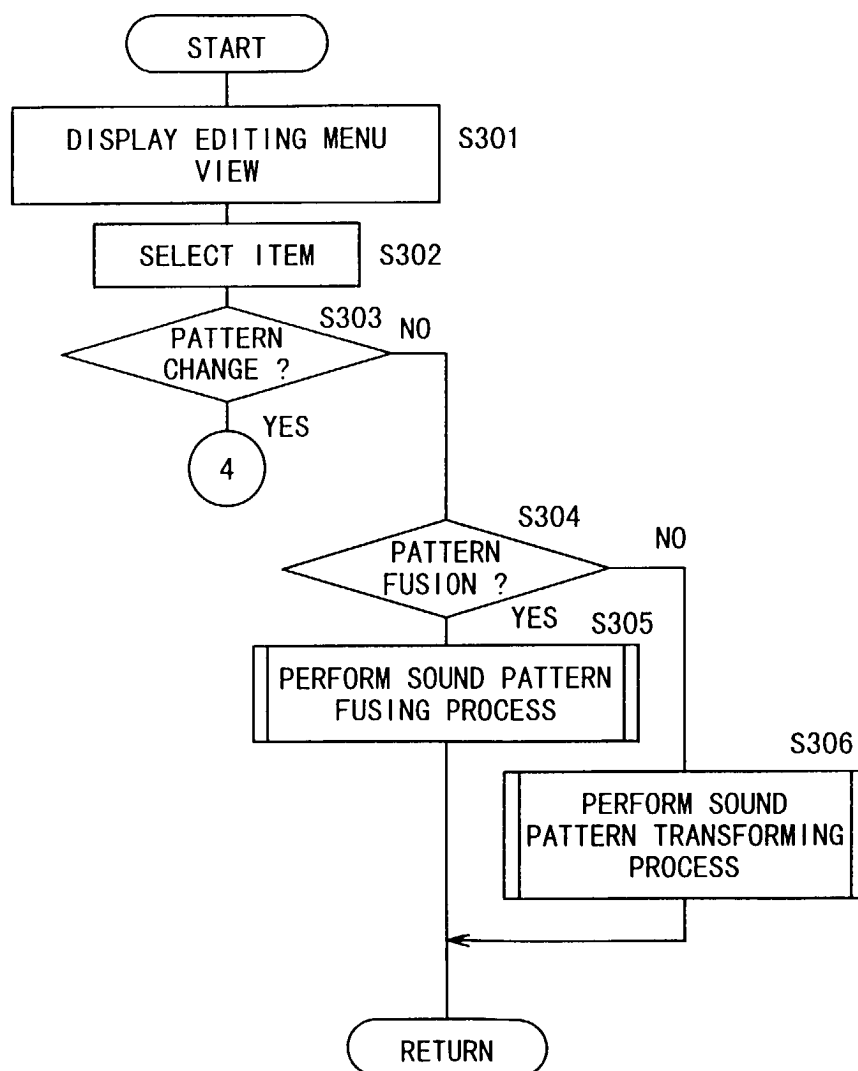 START
DISPLAY EDITING MENU
VIEW
S301
SELECT ITEM
S302
S303
PATTERN
CHANGE ?
NO
YES
4
S304
PATTERN
FUSION ?
NO
YES
S305
PERFORM SOUND PATTERN
FUSING PROCESS
S306
PERFORM SOUND
PATTERN TRANSFORMING
PROCESS
RETURN